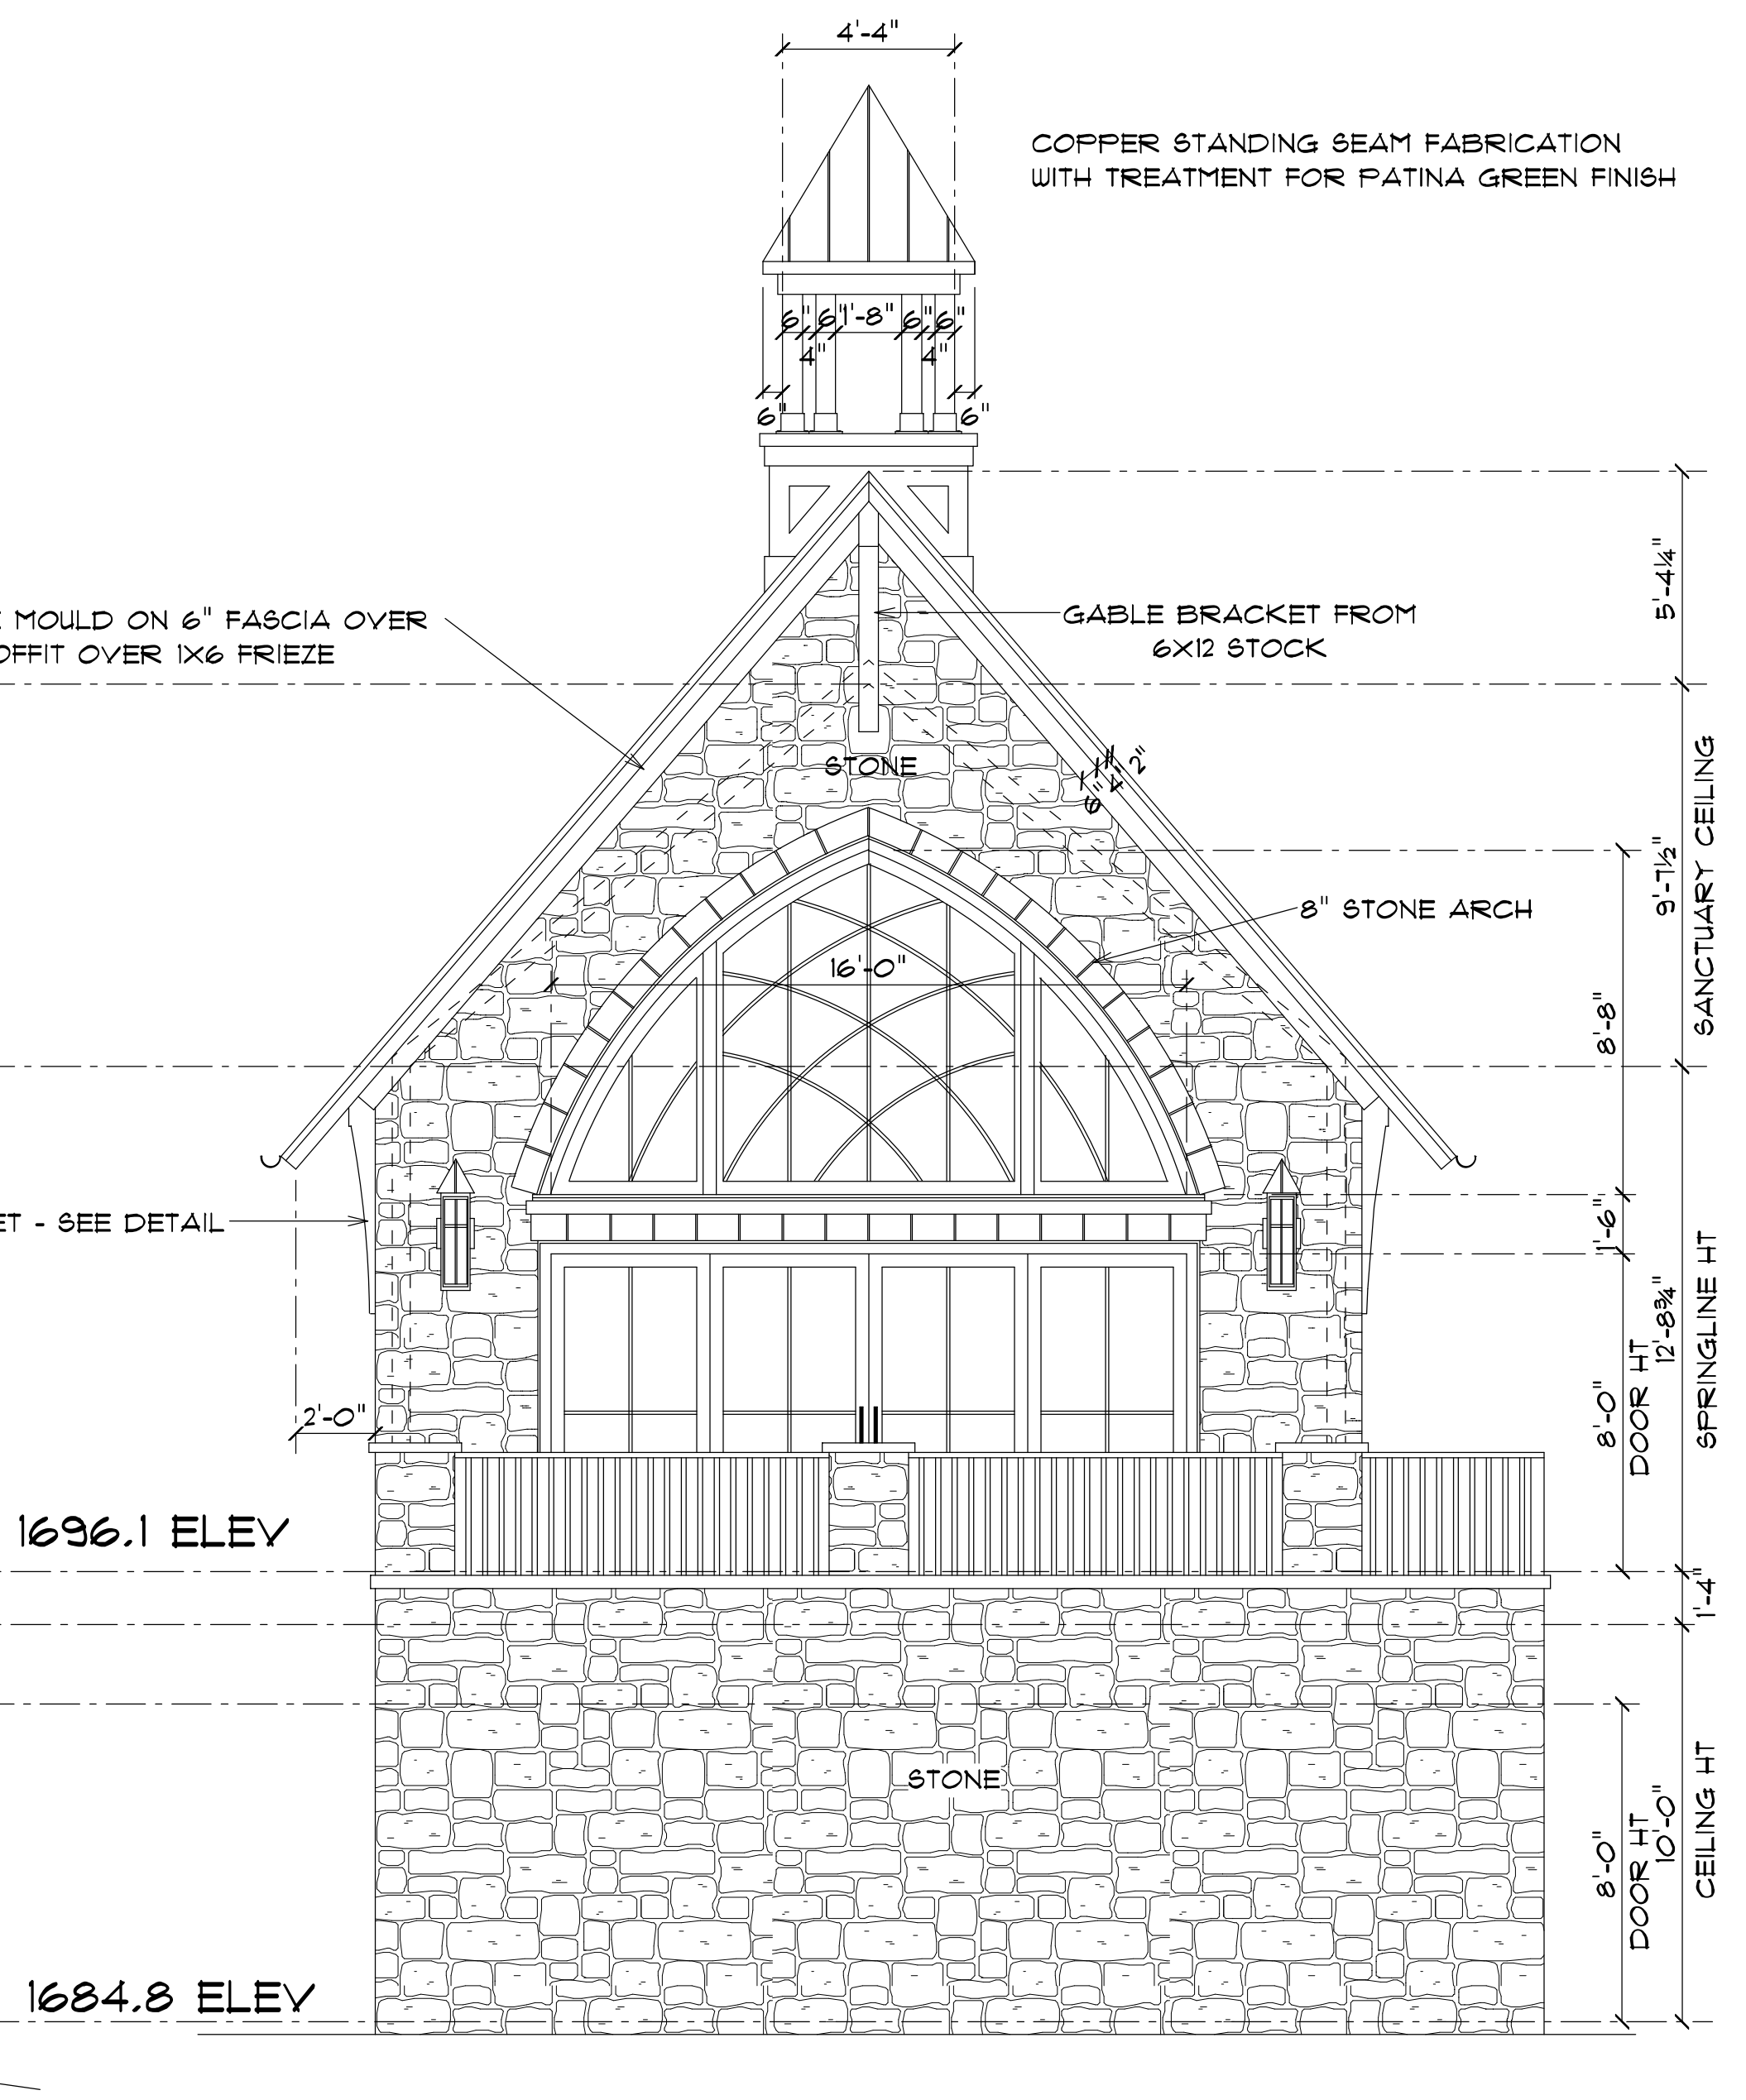 4'-4"
COPPER STANDING SEAM FABRICATION
WITH TREATMENT FOR PATINA GREEN FINISH
6" 6" 1'-8" 6" 6"
4" 4"
6" 6"
5'-4¼"
MOULD ON 6" FASCIA OVER
OFFIT OVER 1X6 FRIEZE
GABLE BRACKET FROM
6X12 STOCK
STONE
6" 4" 2"
9'-7½"
SANCTUARY CEILING
8" STONE ARCH
16'-0"
8'-8"
ET - SEE DETAIL
1'-6"
12'-8¾"
SPRINGLINE HT
8'-0"
DOOR HT
2'-0"
1696.1 ELEV
1'-4"
STONE
8'-0"
DOOR HT
10'-0"
CEILING HT
1684.8 ELEV